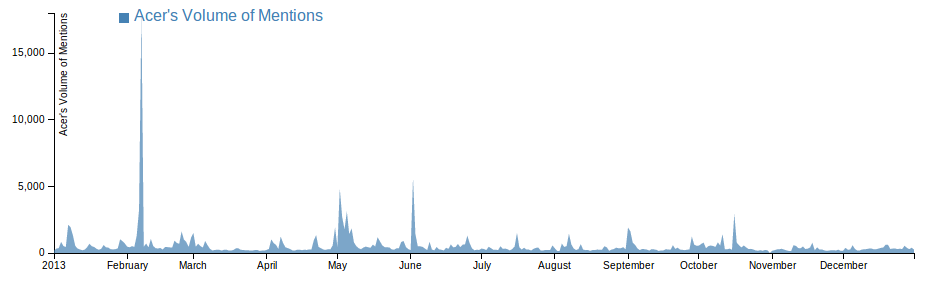 Acer's Volume of Mentions
Acer's Volume of Mentions
15,000
10,000
5,000
0
2013 February March April May June July August September October November December